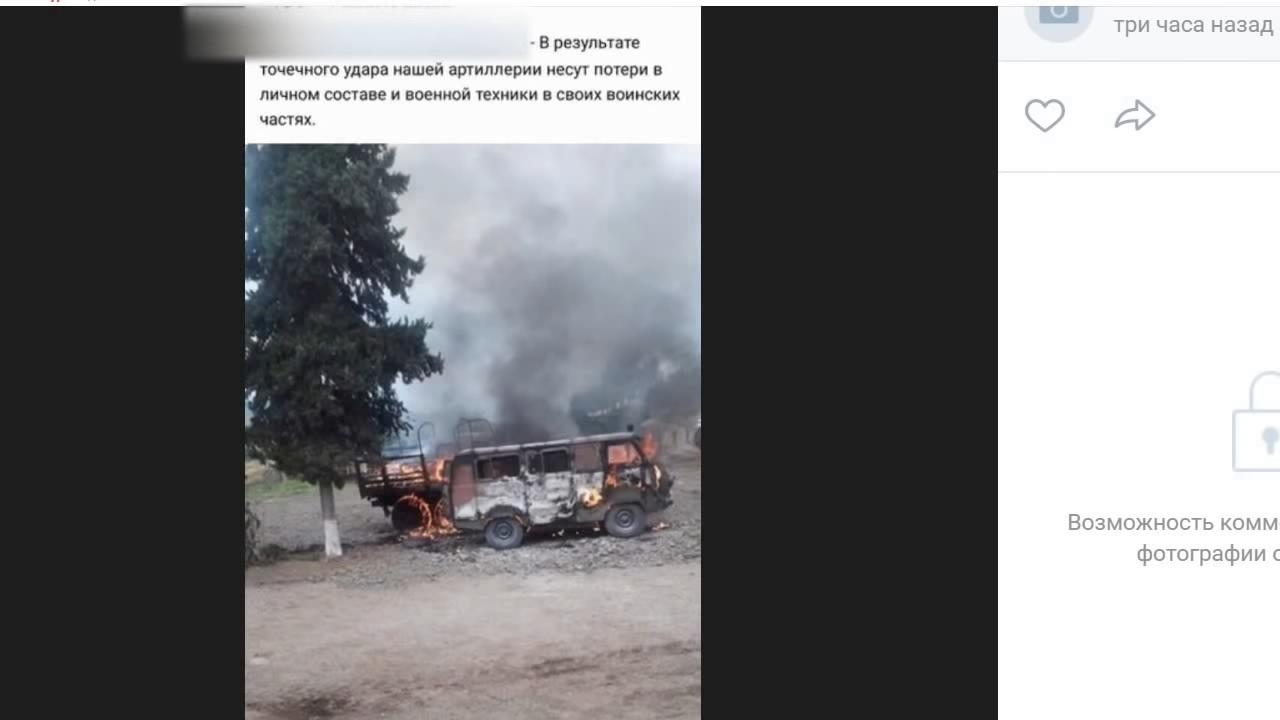 - В результате
точечного удара нашей артиллерии несут потери в
личном составе и военной техники в своих воинских
частях.
три часа назад
Возможность комм
фотографии